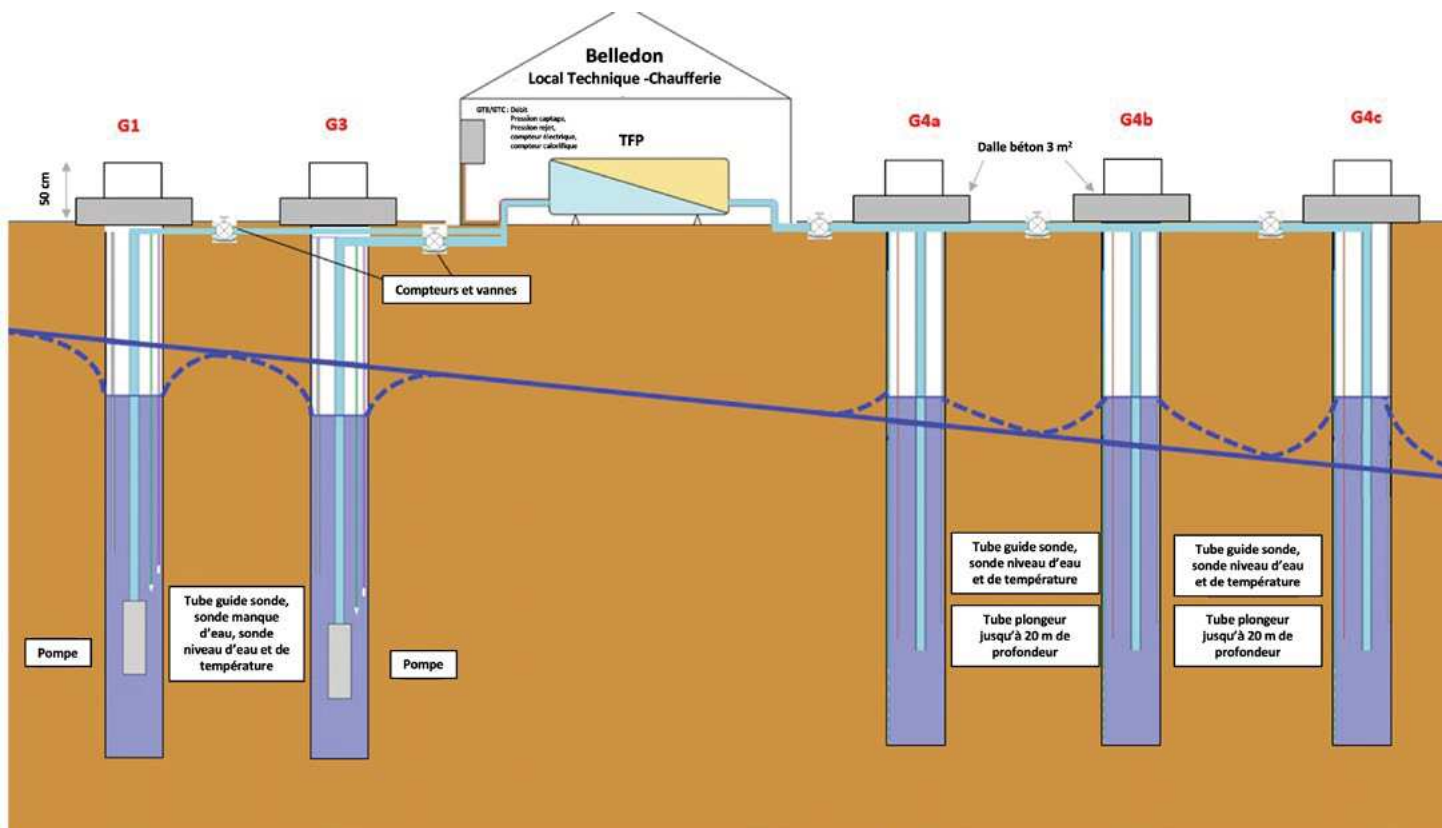 Belledon
Local Technique -Chaufferie
GTB/GTC : Débit
Pression captage,
Pression rejet,
compteur électrique,
compteur calorifique
TFP
G1
G3
G4a
G4b
G4c
Dalle béton 3 m²
50 cm
Compteurs et vannes
Tube guide sonde,
sonde manque
d'eau, sonde
niveau d'eau et de
température
Pompe
Pompe
Tube guide sonde,
sonde niveau d'eau
et de température
Tube plongeur
jusqu'à 20 m de
profondeur
Tube guide sonde,
sonde niveau d'eau
et de température
Tube plongeur
jusqu'à 20 m de
profondeur